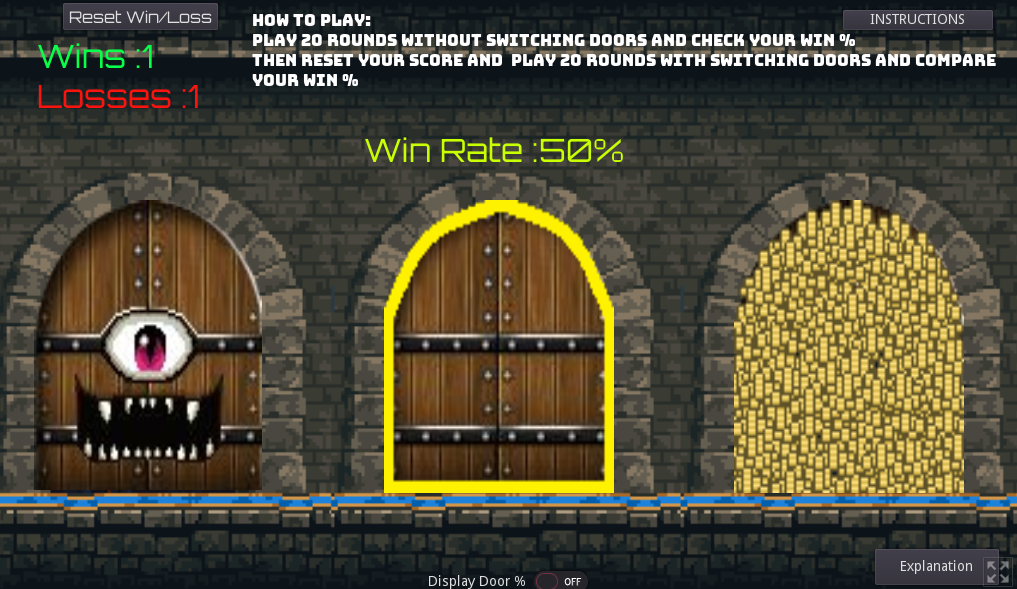 Reset Win/Loss
INSTRUCTIONS
HOW TO PLAY:
PLAY 20 ROUNDS WITHOUT SWITCHING DOORS AND CHECK YOUR WIN %
THEN RESET YOUR SCORE AND PLAY 20 ROUNDS WITH SWITCHING DOORS AND COMPARE
YOUR WIN %
Wins :1
Losses :1
Win Rate :50%
Explanation
Display Door % OFF